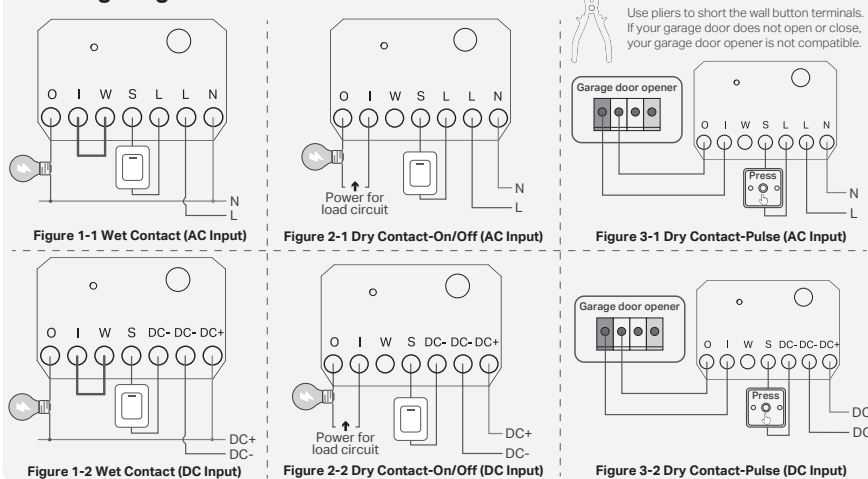 Use pliers to short the wall button terminals.
If your garage door does not open or close,
your garage door opener is not compatible.
O I W S L L N
N
L
Figure 1-1 Wet Contact (AC Input)
O I W S L L N
Power for
load circuit
N
L
Figure 2-1 Dry Contact-On/Off (AC Input)
Garage door opener
O I W S L L N
Press
N
L
Figure 3-1 Dry Contact-Pulse (AC Input)
O I W S DC- DC- DC+
DC+
DC-
Figure 1-2 Wet Contact (DC Input)
O I W S DC- DC- DC+
Power for
load circuit
DC+
DC-
Figure 2-2 Dry Contact-On/Off (DC Input)
Garage door opener
O I W S DC- DC- DC+
Press
DC
DC
Figure 3-2 Dry Contact-Pulse (DC Input)